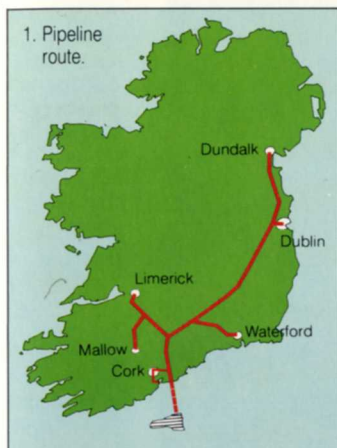 1. Pipeline
route.
Dundalk
Dublin
Limerick
Waterford
Mallow
Cork